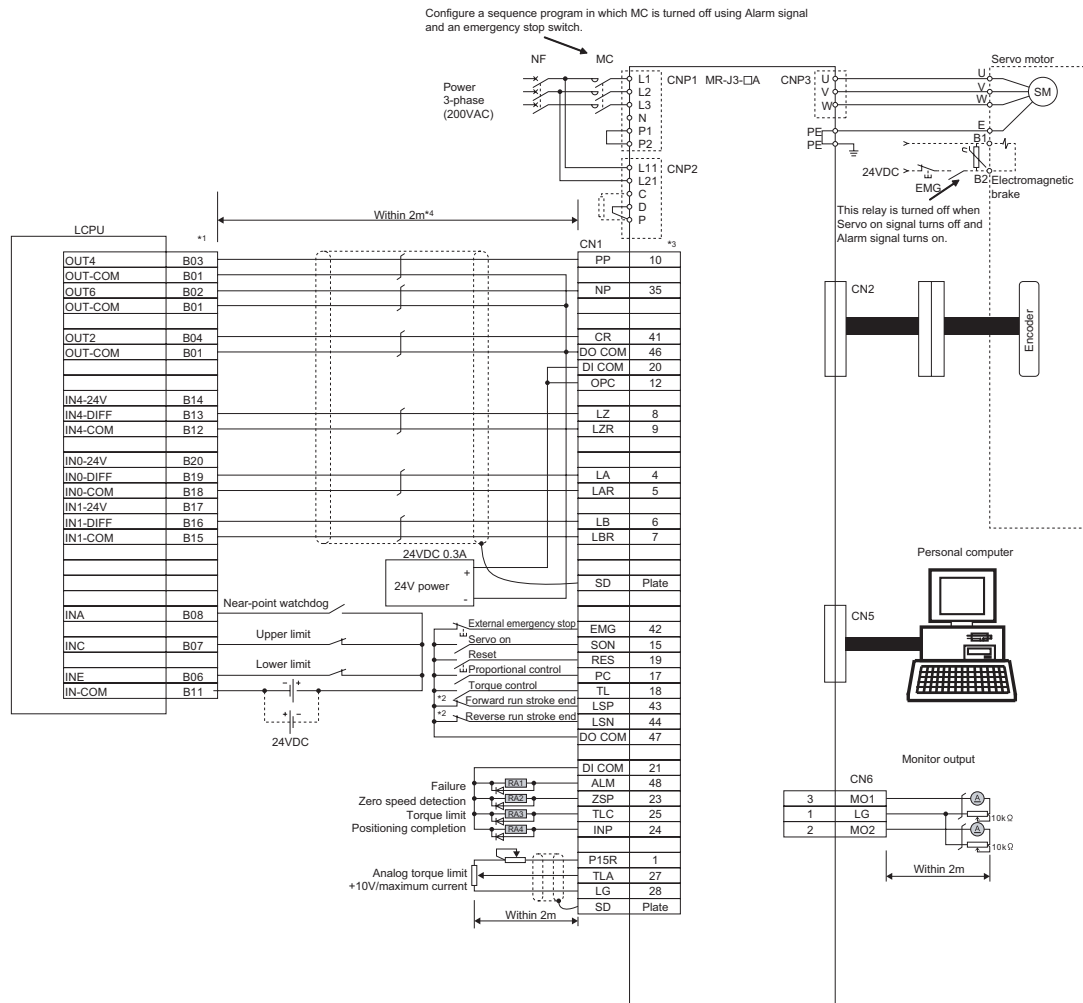 Configure a sequence program in which MC is turned off using Alarm signal
and an emergency stop switch.
NF MC
Power
3-phase
(200VAC)
L1 CNP1 MR-J3-□A CNP3 U
L2 V
L3 W
N
P1
P2
PE
PE
L11 CNP2
L21
C
D
P
Servo motor
U
V
W
SM
E
B1
24VDC
EMG
B2 Electromagnetic
brake
This relay is turned off when
Servo on signal turns off and
Alarm signal turns on.
Within 2m*4
LCPU
*1
OUT4 B03
OUT-COM B01
OUT6 B02
OUT-COM B01
OUT2 B04
OUT-COM B01
IN4-24V B14
IN4-DIFF B13
IN4-COM B12
IN0-24V B20
IN0-DIFF B19
IN0-COM B18
IN1-24V B17
IN1-DIFF B16
IN1-COM B15
INA B08
INC B07
INE B06
IN-COM B11
Near-point watchdog
Upper limit
Lower limit
- +
+ -
24VDC
24VDC 0.3A
24V power
+
-
CN1 *3
PP 10
NP 35
CR 41
DO COM 46
DI COM 20
OPC 12
LZ 8
LZR 9
LA 4
LAR 5
LB 6
LBR 7
SD Plate
External emergency stop EMG 42
Servo on SON 15
Reset RES 19
Proportional control PC 17
Torque control TL 18
*2 Forward run stroke end LSP 43
*2 Reverse run stroke end LSN 44
DO COM 47
DI COM 21
Failure RA1 ALM 48
Zero speed detection RA2 ZSP 23
Torque limit RA3 TLC 25
Positioning completion RA4 INP 24
P15R 1
Analog torque limit
+10V/maximum current
TLA 27
LG 28
SD Plate
Within 2m
CN2
Encoder
Personal computer
CN5
Monitor output
CN6
3 MO1 A
1 LG 10kΩ
2 MO2 A
10kΩ
Within 2m